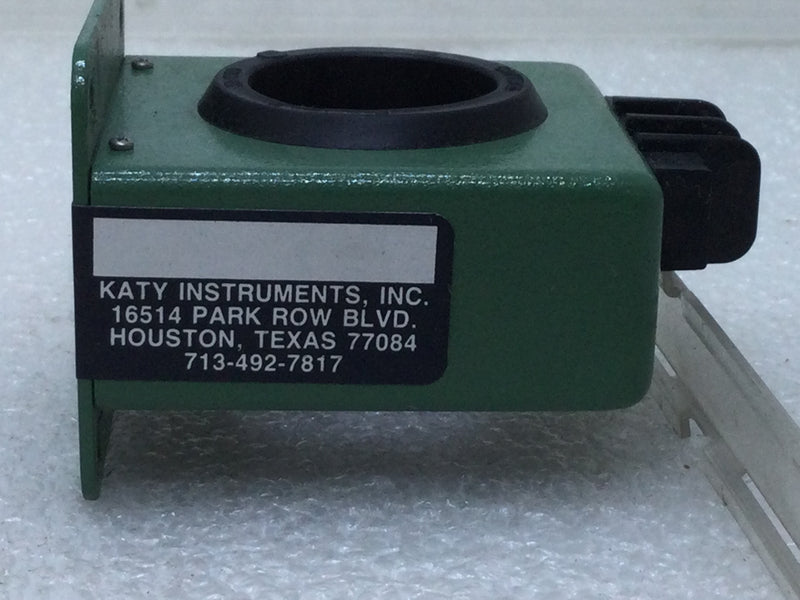 KATY INSTRUMENTS, INC.
16514 PARK ROW BLVD.
HOUSTON, TEXAS 77084
713-492-7817